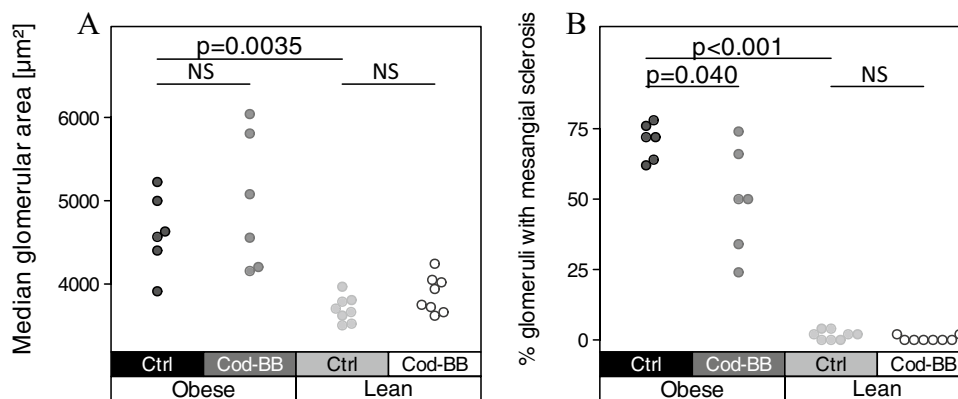 A
Median glomerular area [µm²]
p=0.0035
NS
NS
6000
5000
4000
Ctrl
Cod-BB
Ctrl
Cod-BB
Obese
Lean
B
% glomeruli with mesangial sclerosis
p<0.001
p=0.040
NS
75
50
25
0
Ctrl
Cod-BB
Ctrl
Cod-BB
Obese
Lean